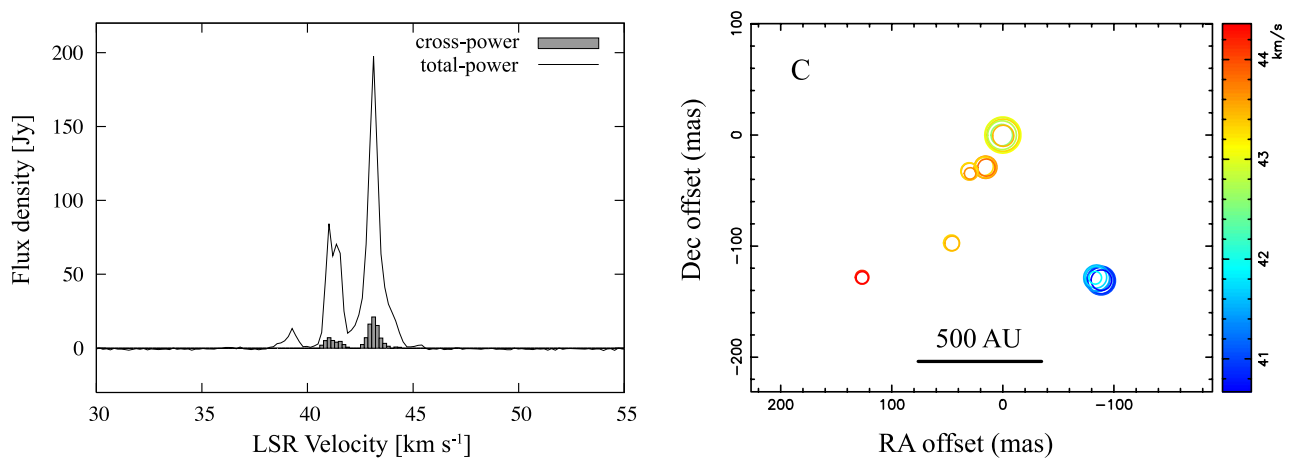 Flux density [Jy]
200
150
100
50
0
cross-power
total-power
30
35
40
45
50
55
LSR Velocity [km s-1]
C
Dec offset (mas)
100
0
-100
-200
500 AU
200
100
0
-100
RA offset (mas)
km/s
44
43
42
41